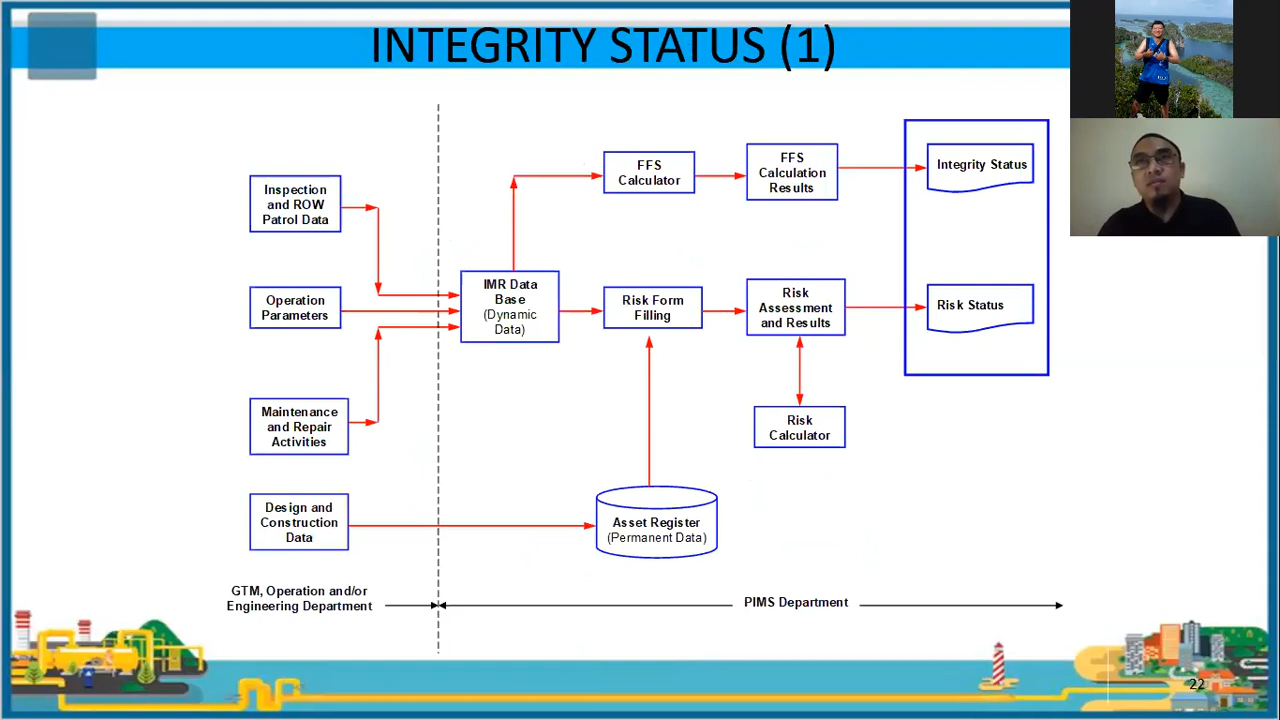 INTEGRITY STATUS (1)
Inspection
and ROW
Patrol Data
Operation
Parameters
Maintenance
and Repair
Activities
Design and
Construction
Data
IMR Data
Base
(Dynamic
Data)
FFS
Calculator
FFS
Calculation
Results
Integrity Status
Risk Form
Filling
Risk
Assessment
and Results
Risk Status
Risk
Calculator
Asset Register
(Permanent Data)
GTM, Operation and/or
Engineering Department
PIMS Department
22